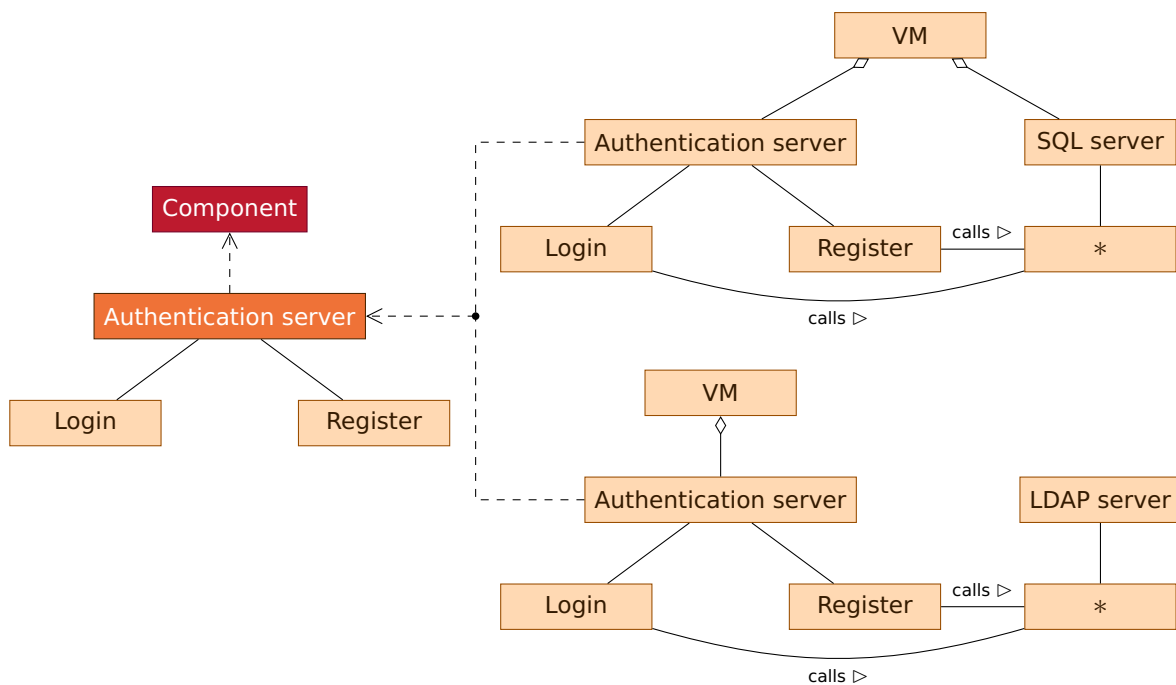 VM
Authentication server
SQL server
Component
Login
Register
calls ▷
*
Authentication server
calls ▷
VM
Login
Register
Authentication server
LDAP server
Login
Register
calls ▷
*
calls ▷